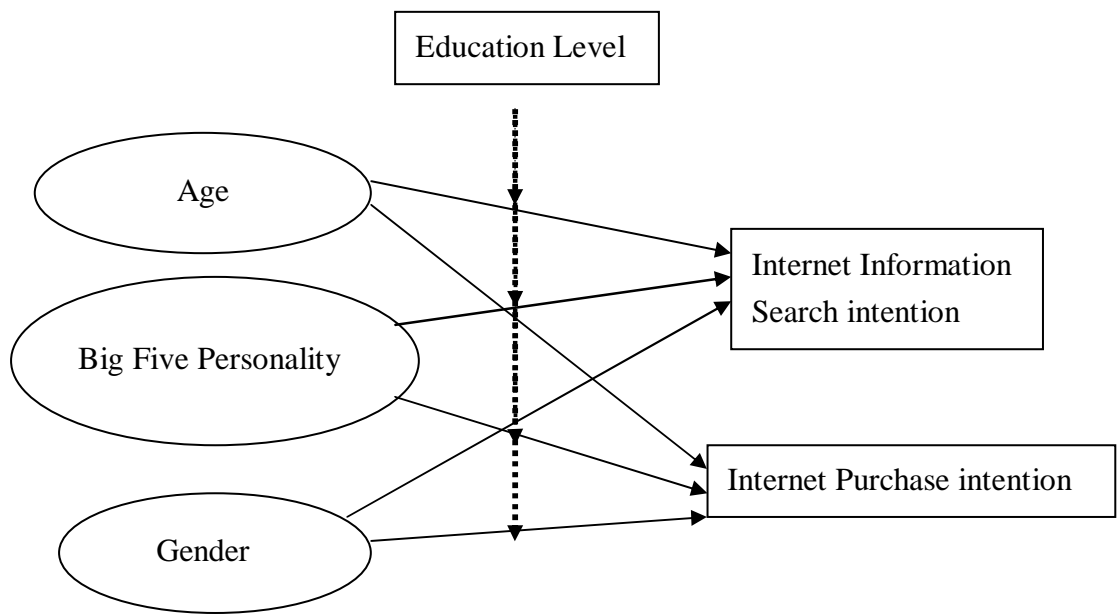 Education Level
Age
Internet Information
Search intention
Big Five Personality
Internet Purchase intention
Gender